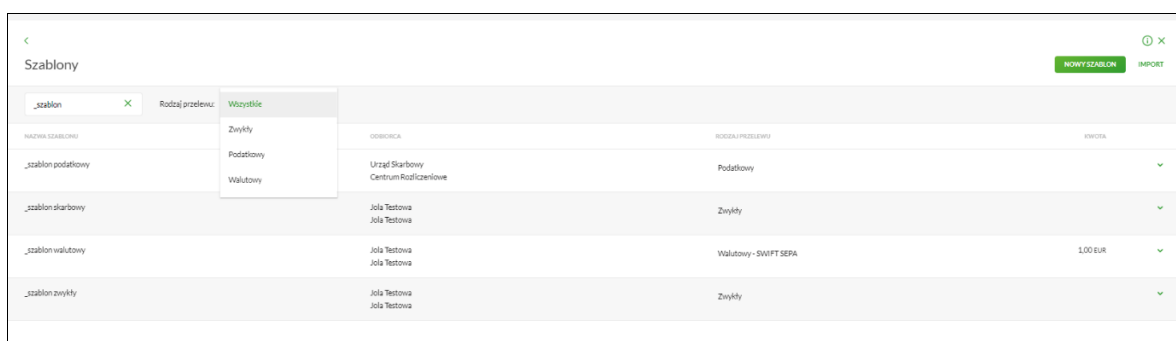 Szablony
NOWY SZABLON
IMPORT
_szablon
Rodzaj przelewu:
Wszystkie
Zwykły
Podatkowy
Walutowy
NAZWA SZABLONU
ODBIORCA
RODZAJ PRZELEWU
KWOTA
_szablon podatkowy
Urząd Skarbowy
Centrum Rozliczeniowe
Podatkowy
_szablon skarbowy
Jola Testowa
Jola Testowa
Zwykły
_szablon walutowy
Jola Testowa
Jola Testowa
Walutowy - SWIFT SEPA
1,00 EUR
_szablon zwykły
Jola Testowa
Jola Testowa
Zwykły